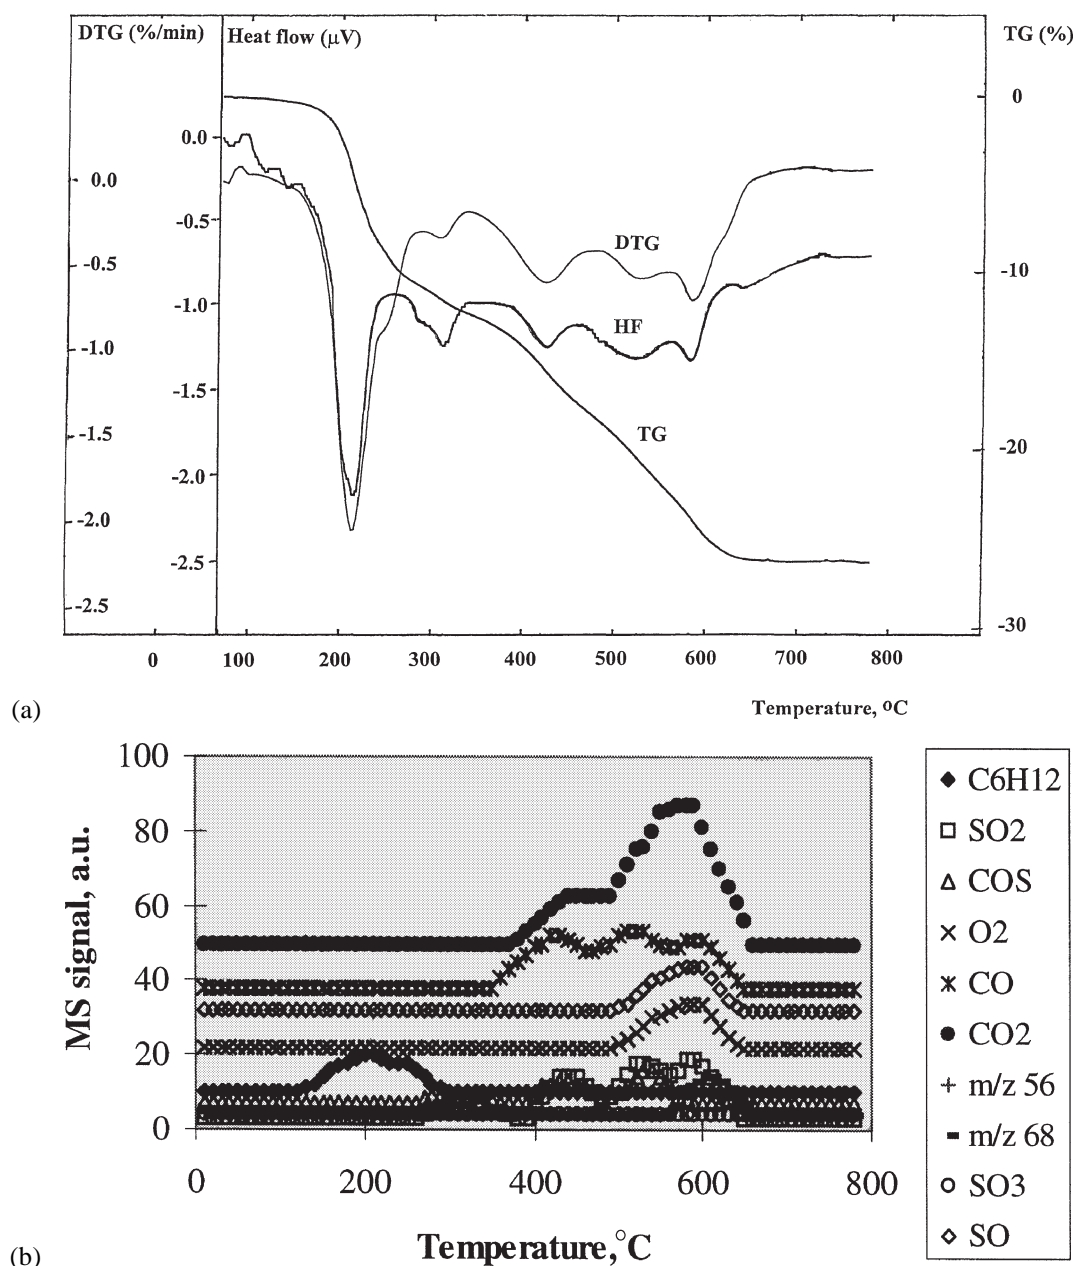 DTG (%/min) Heat flow (μV) TG (%)
0
0.0
0.0
-0.5
DTG
-0.5
-10
-1.0
HF
-1.0
-1.5
TG
-1.5
-20
-2.0
-2.0
-2.5
-2.5
-30
0 100 200 300 400 500 600 700 800
(a)
Temperature, ºC
100
80
60
40
20
0
MS signal, a.u.
0 200 400 600 800
Temperature,°C
C6H12
SO2
COS
O2
CO
CO2
m/z 56
m/z 68
SO3
SO
(b)